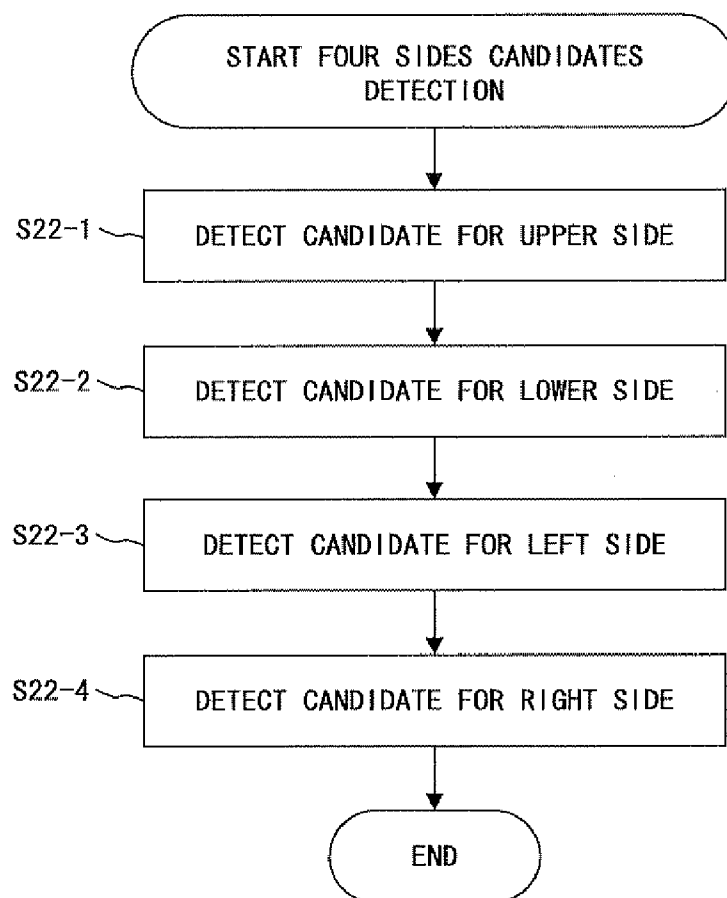 START FOUR SIDES CANDIDATES
DETECTION
S22-1
DETECT CANDIDATE FOR UPPER SIDE
S22-2
DETECT CANDIDATE FOR LOWER SIDE
S22-3
DETECT CANDIDATE FOR LEFT SIDE
S22-4
DETECT CANDIDATE FOR RIGHT SIDE
END